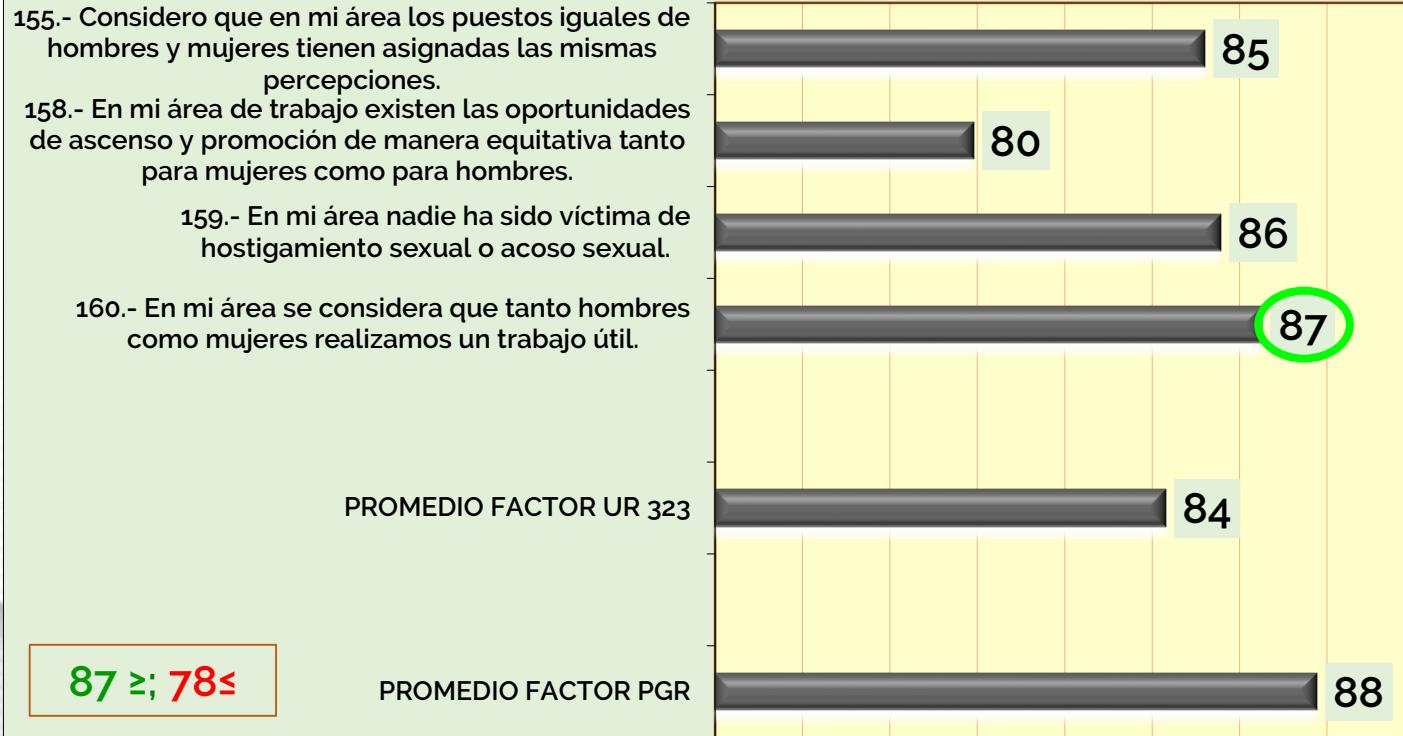 155.- Considero que en mi área los puestos iguales de
hombres y mujeres tienen asignadas las mismas
percepciones.
85
158.- En mi área de trabajo existen las oportunidades
de ascenso y promoción de manera equitativa tanto
para mujeres como para hombres.
80
159.- En mi área nadie ha sido víctima de
hostigamiento sexual o acoso sexual.
86
160.- En mi área se considera que tanto hombres
como mujeres realizamos un trabajo útil.
87
PROMEDIO FACTOR UR 323
84
87 ≥; 78≤
PROMEDIO FACTOR PGR
88